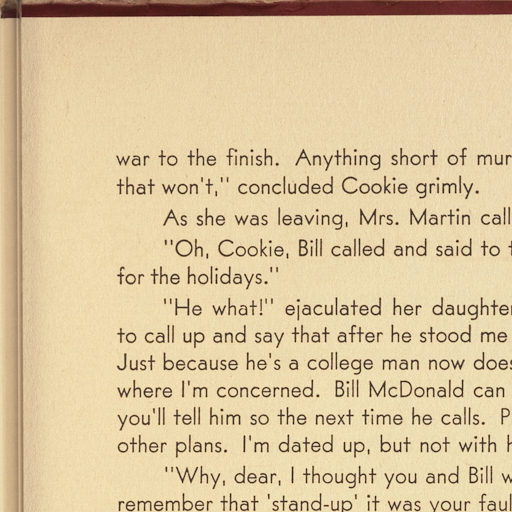 war to the finish. Anything short of mur
that won't," concluded Cookie grimly.
As she was leaving, Mrs. Martin call
"Oh, Cookie, Bill called and said to t
for the holidays."
"He what!" ejaculated her daughter
to call up and say that after he stood me
Just because he's a college man now does
where I'm concerned. Bill McDonald can
you'll tell him so the next time he calls. P
other plans. I'm dated up, but not with h
"Why, dear, I thought you and Bill w
remember that 'stand-up' it was your faul